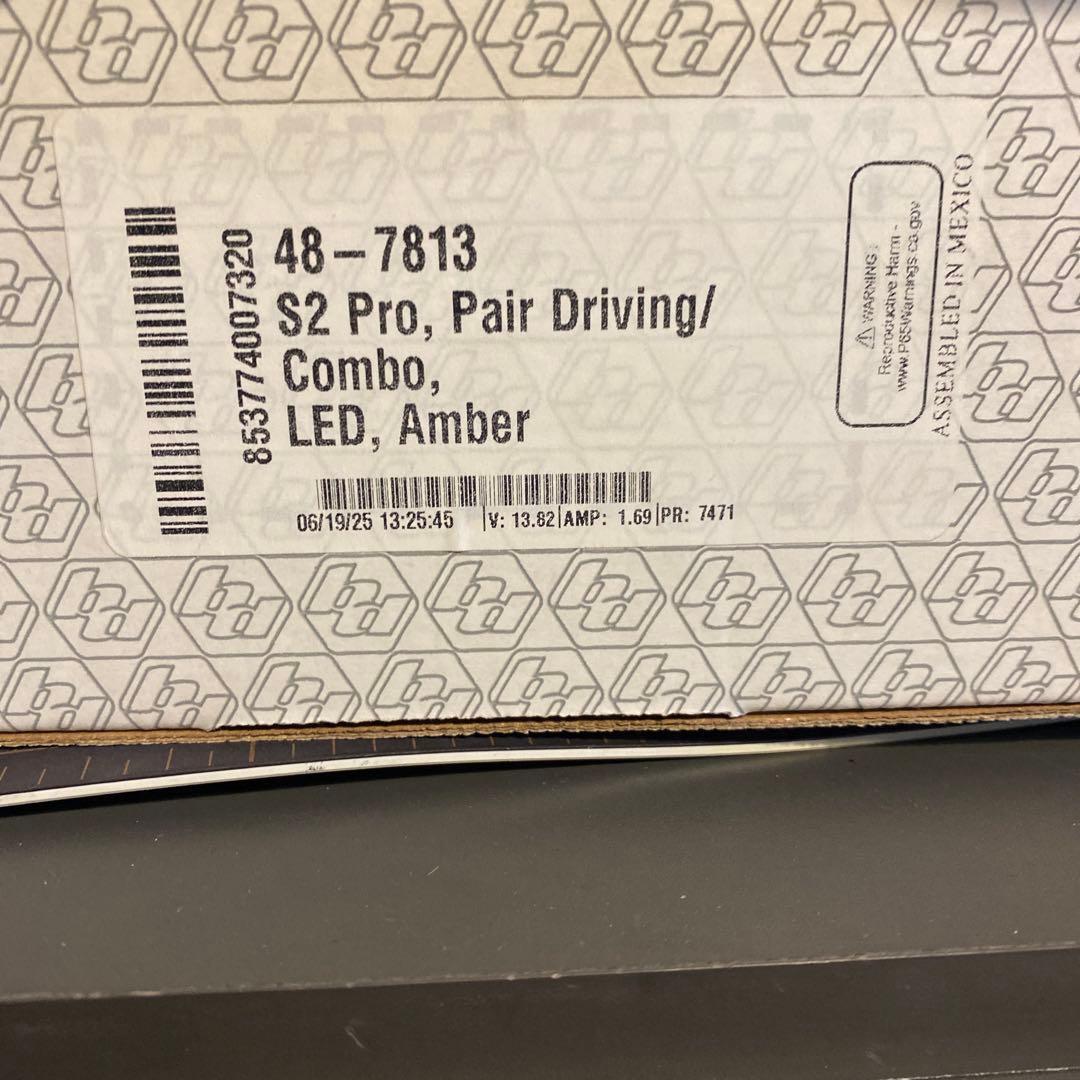 853774007320
48-7813
S2 Pro, Pair Driving/
Combo,
LED, Amber
06/19/25 13:25:45 |V: 13.82|AMP: 1.69|PR: 7471
⚠ WARNING:
Reproductive Harm -
www.P65Warnings.ca.gov
ASSEMBLED IN MEXICO